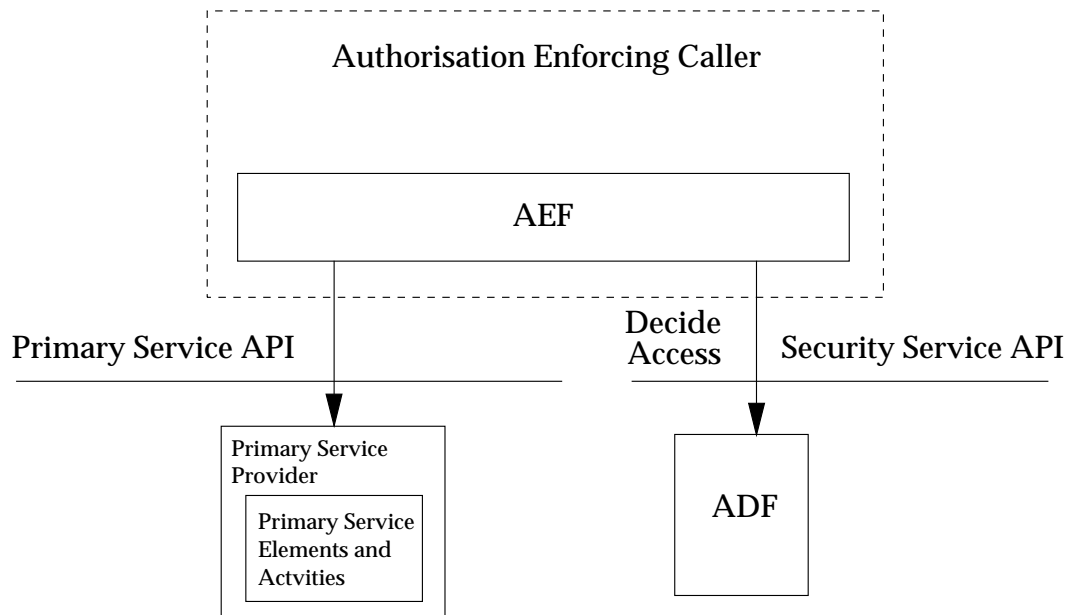 Authorisation Enforcing Caller
AEF
Primary Service API
Decide
Access
Security Service API
Primary Service
Provider
Primary Service
Elements and
Actvities
ADF